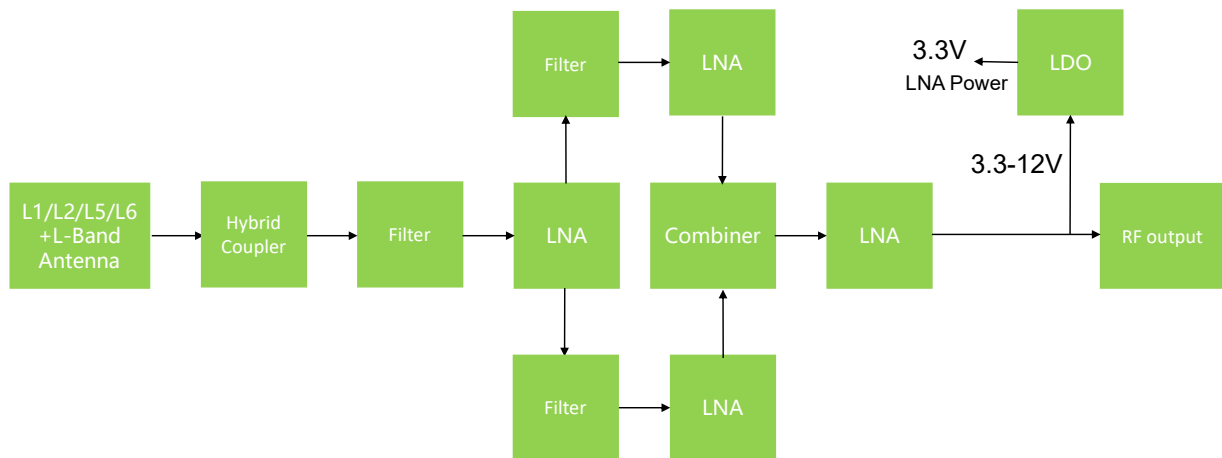 Filter
LNA
3.3V
LNA Power
LDO
3.3-12V
L1/L2/L5/L6
+L-Band
Antenna
Hybrid
Coupler
Filter
LNA
Combiner
LNA
RF output
Filter
LNA